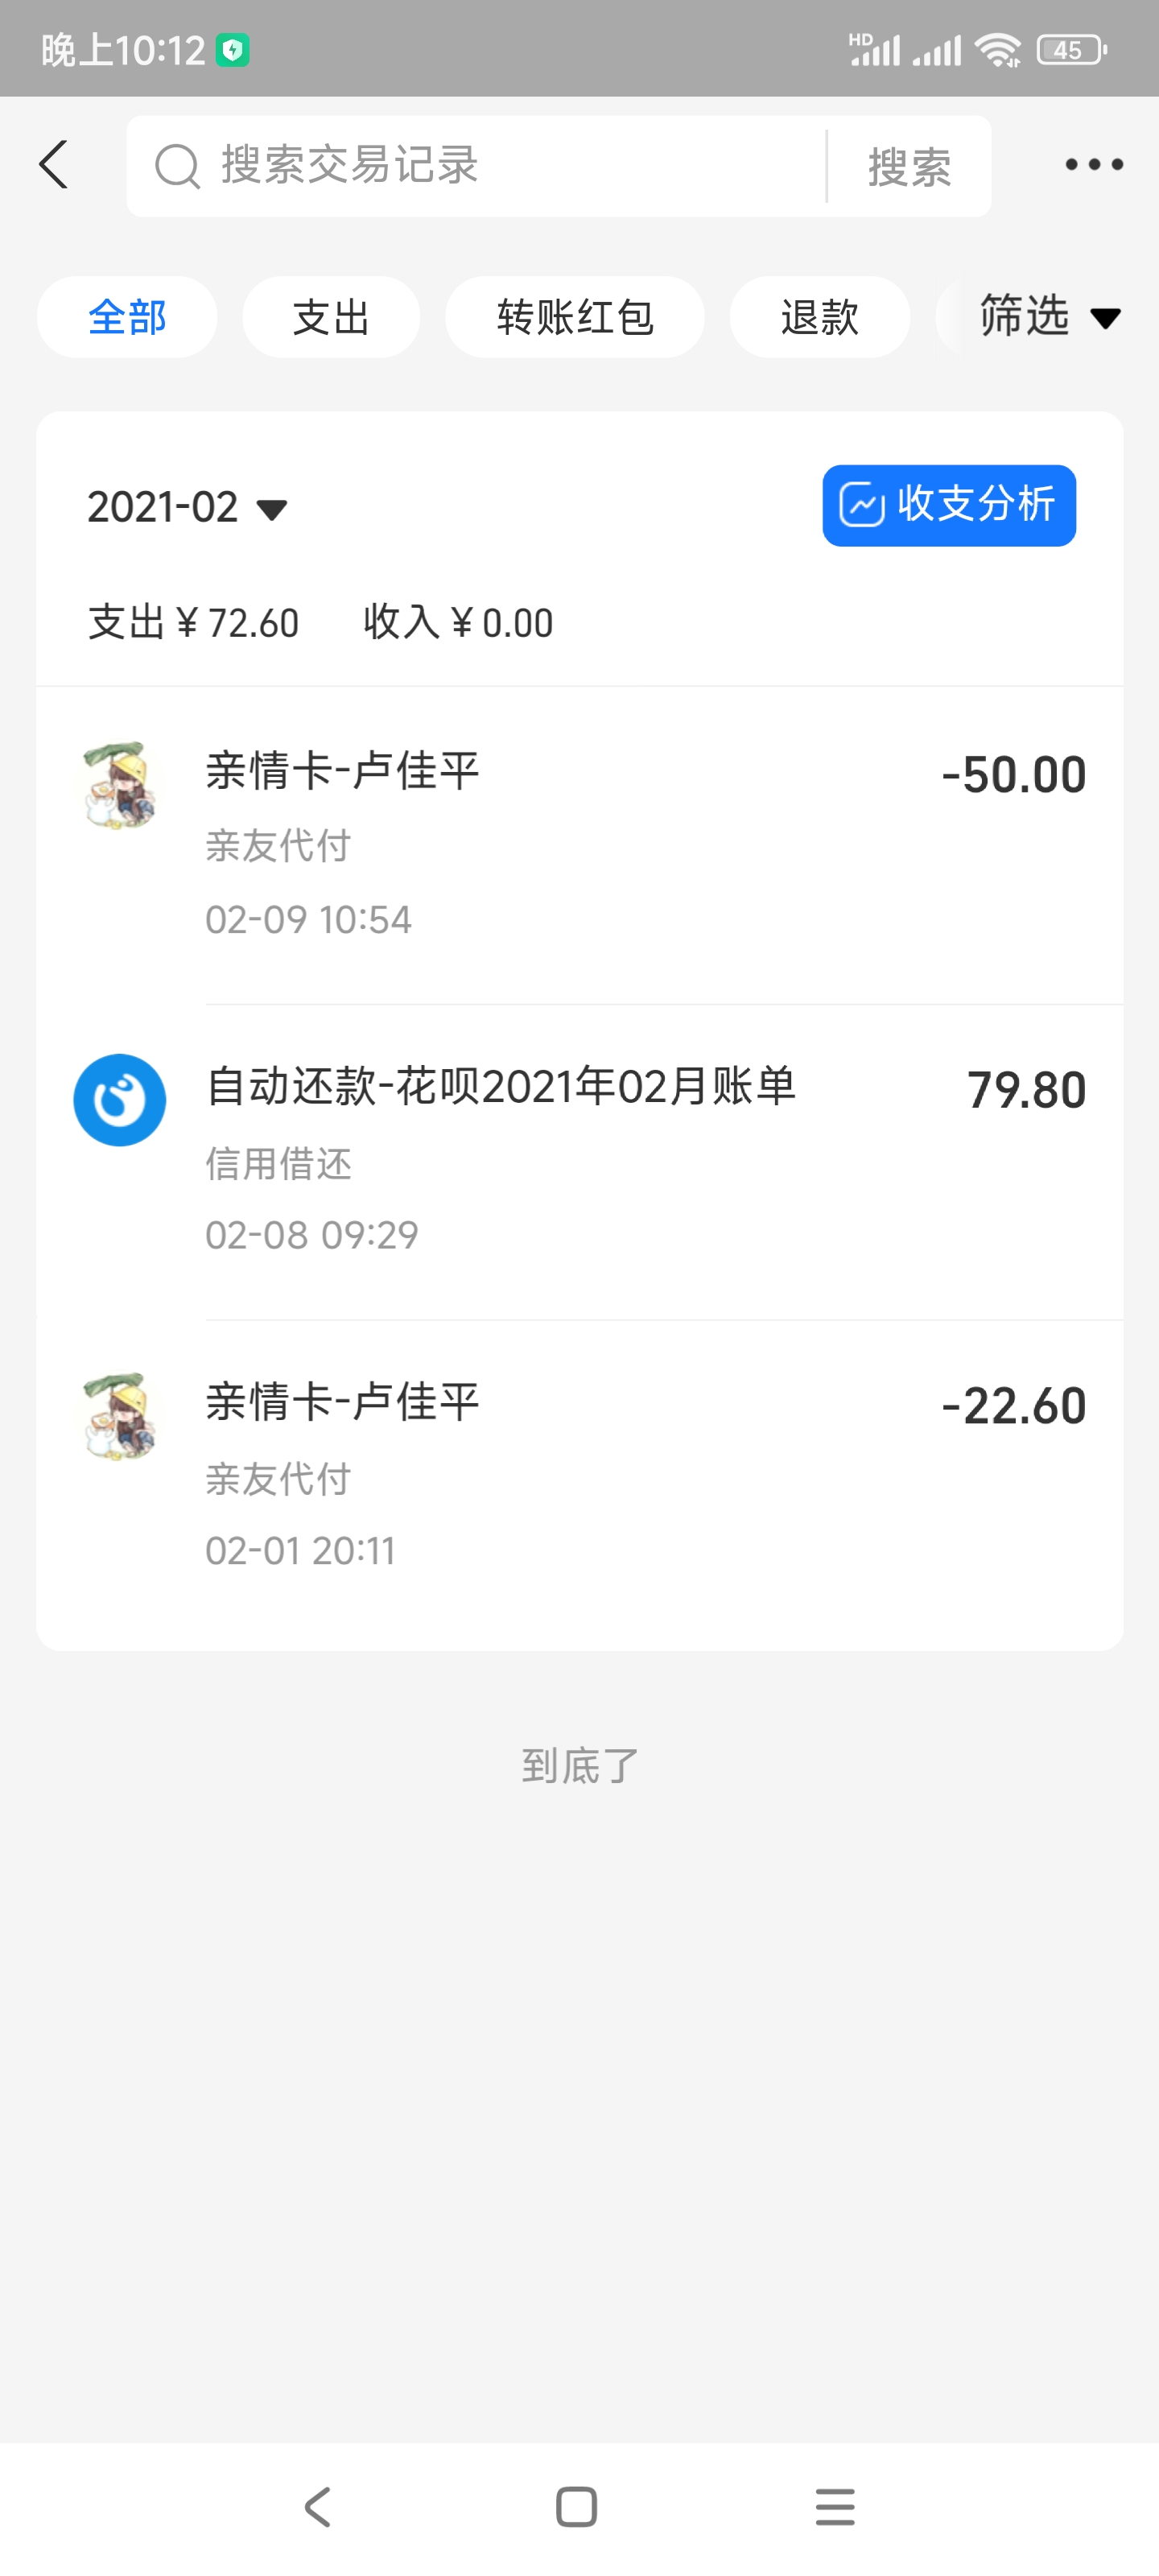 晚上10:12
HD
45
搜索交易记录
搜索
全部
支出
转账红包
退款
筛选
2021-02
收支分析
支出 ¥ 72.60 收入 ¥ 0.00
亲情卡-卢佳平
-50.00
亲友代付
02-09 10:54
自动还款-花呗2021年02月账单
79.80
信用借还
02-08 09:29
亲情卡-卢佳平
-22.60
亲友代付
02-01 20:11
到底了